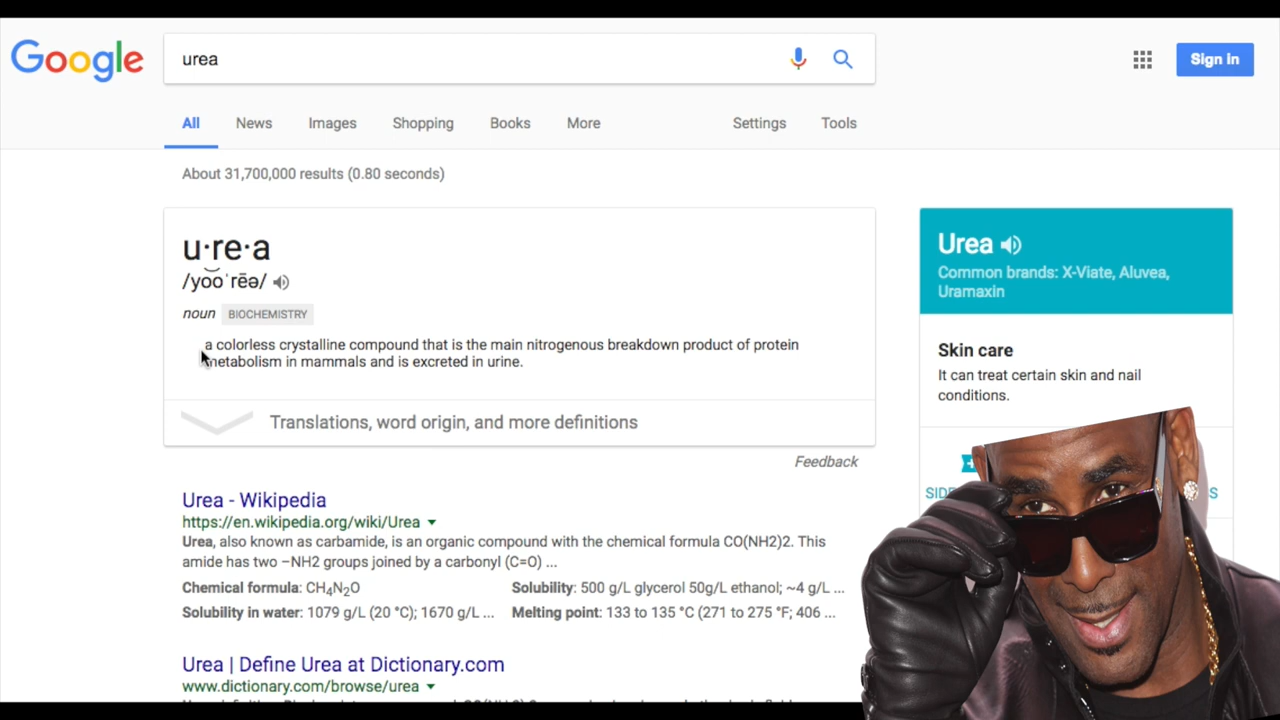 Google
urea
Sign in
All News Images Shopping Books More Settings Tools
About 31,700,000 results (0.80 seconds)
u·re·a
/yo͝oˈrēə/
noun BIOCHEMISTRY
a colorless crystalline compound that is the main nitrogenous breakdown product of protein
metabolism in mammals and is excreted in urine.
Translations, word origin, and more definitions
Feedback
Urea - Wikipedia
https://en.wikipedia.org/wiki/Urea
Urea, also known as carbamide, is an organic compound with the chemical formula CO(NH2)2. This
amide has two −NH2 groups joined by a carbonyl (C=O) ...
Chemical formula: CH₄N₂O Solubility: 500 g/L glycerol 50g/L ethanol; ~4 g/L ...
Solubility in water: 1079 g/L (20 °C); 1670 g/L ... Melting point: 133 to 135 °C (271 to 275 °F; 406 ...
Urea | Define Urea at Dictionary.com
www.dictionary.com/browse/urea
Urea
Common brands: X-Viate, Aluvea,
Uramaxin
Skin care
It can treat certain skin and nail
conditions.